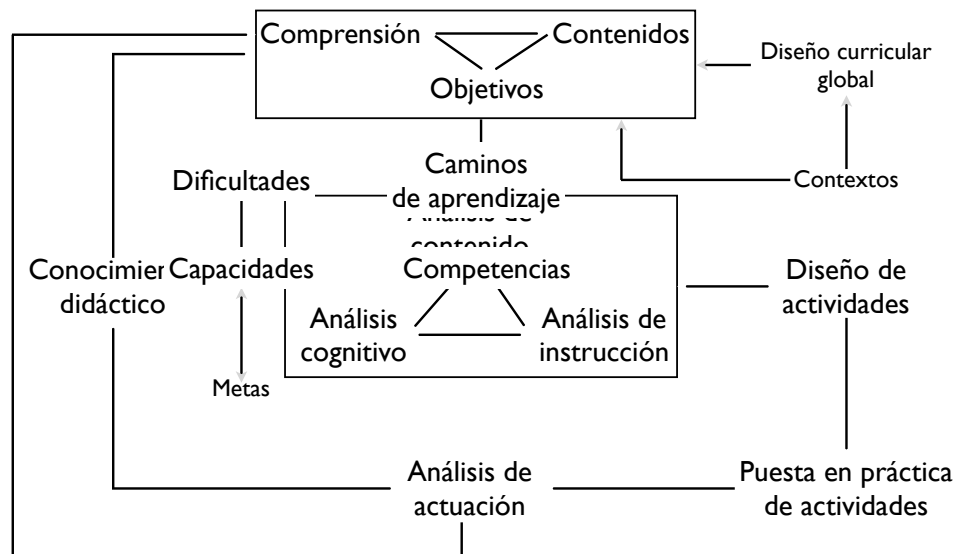 Comprensión
Contenidos
Objetivos
Diseño curricular
global
Contextos
Caminos
de aprendizaje
Dificultades
contenido
Capacidades
didáctico
Competencias
Análisis
cognitivo
Análisis de
instrucción
Metas
Diseño de
actividades
Análisis de
actuación
Puesta en práctica
de actividades